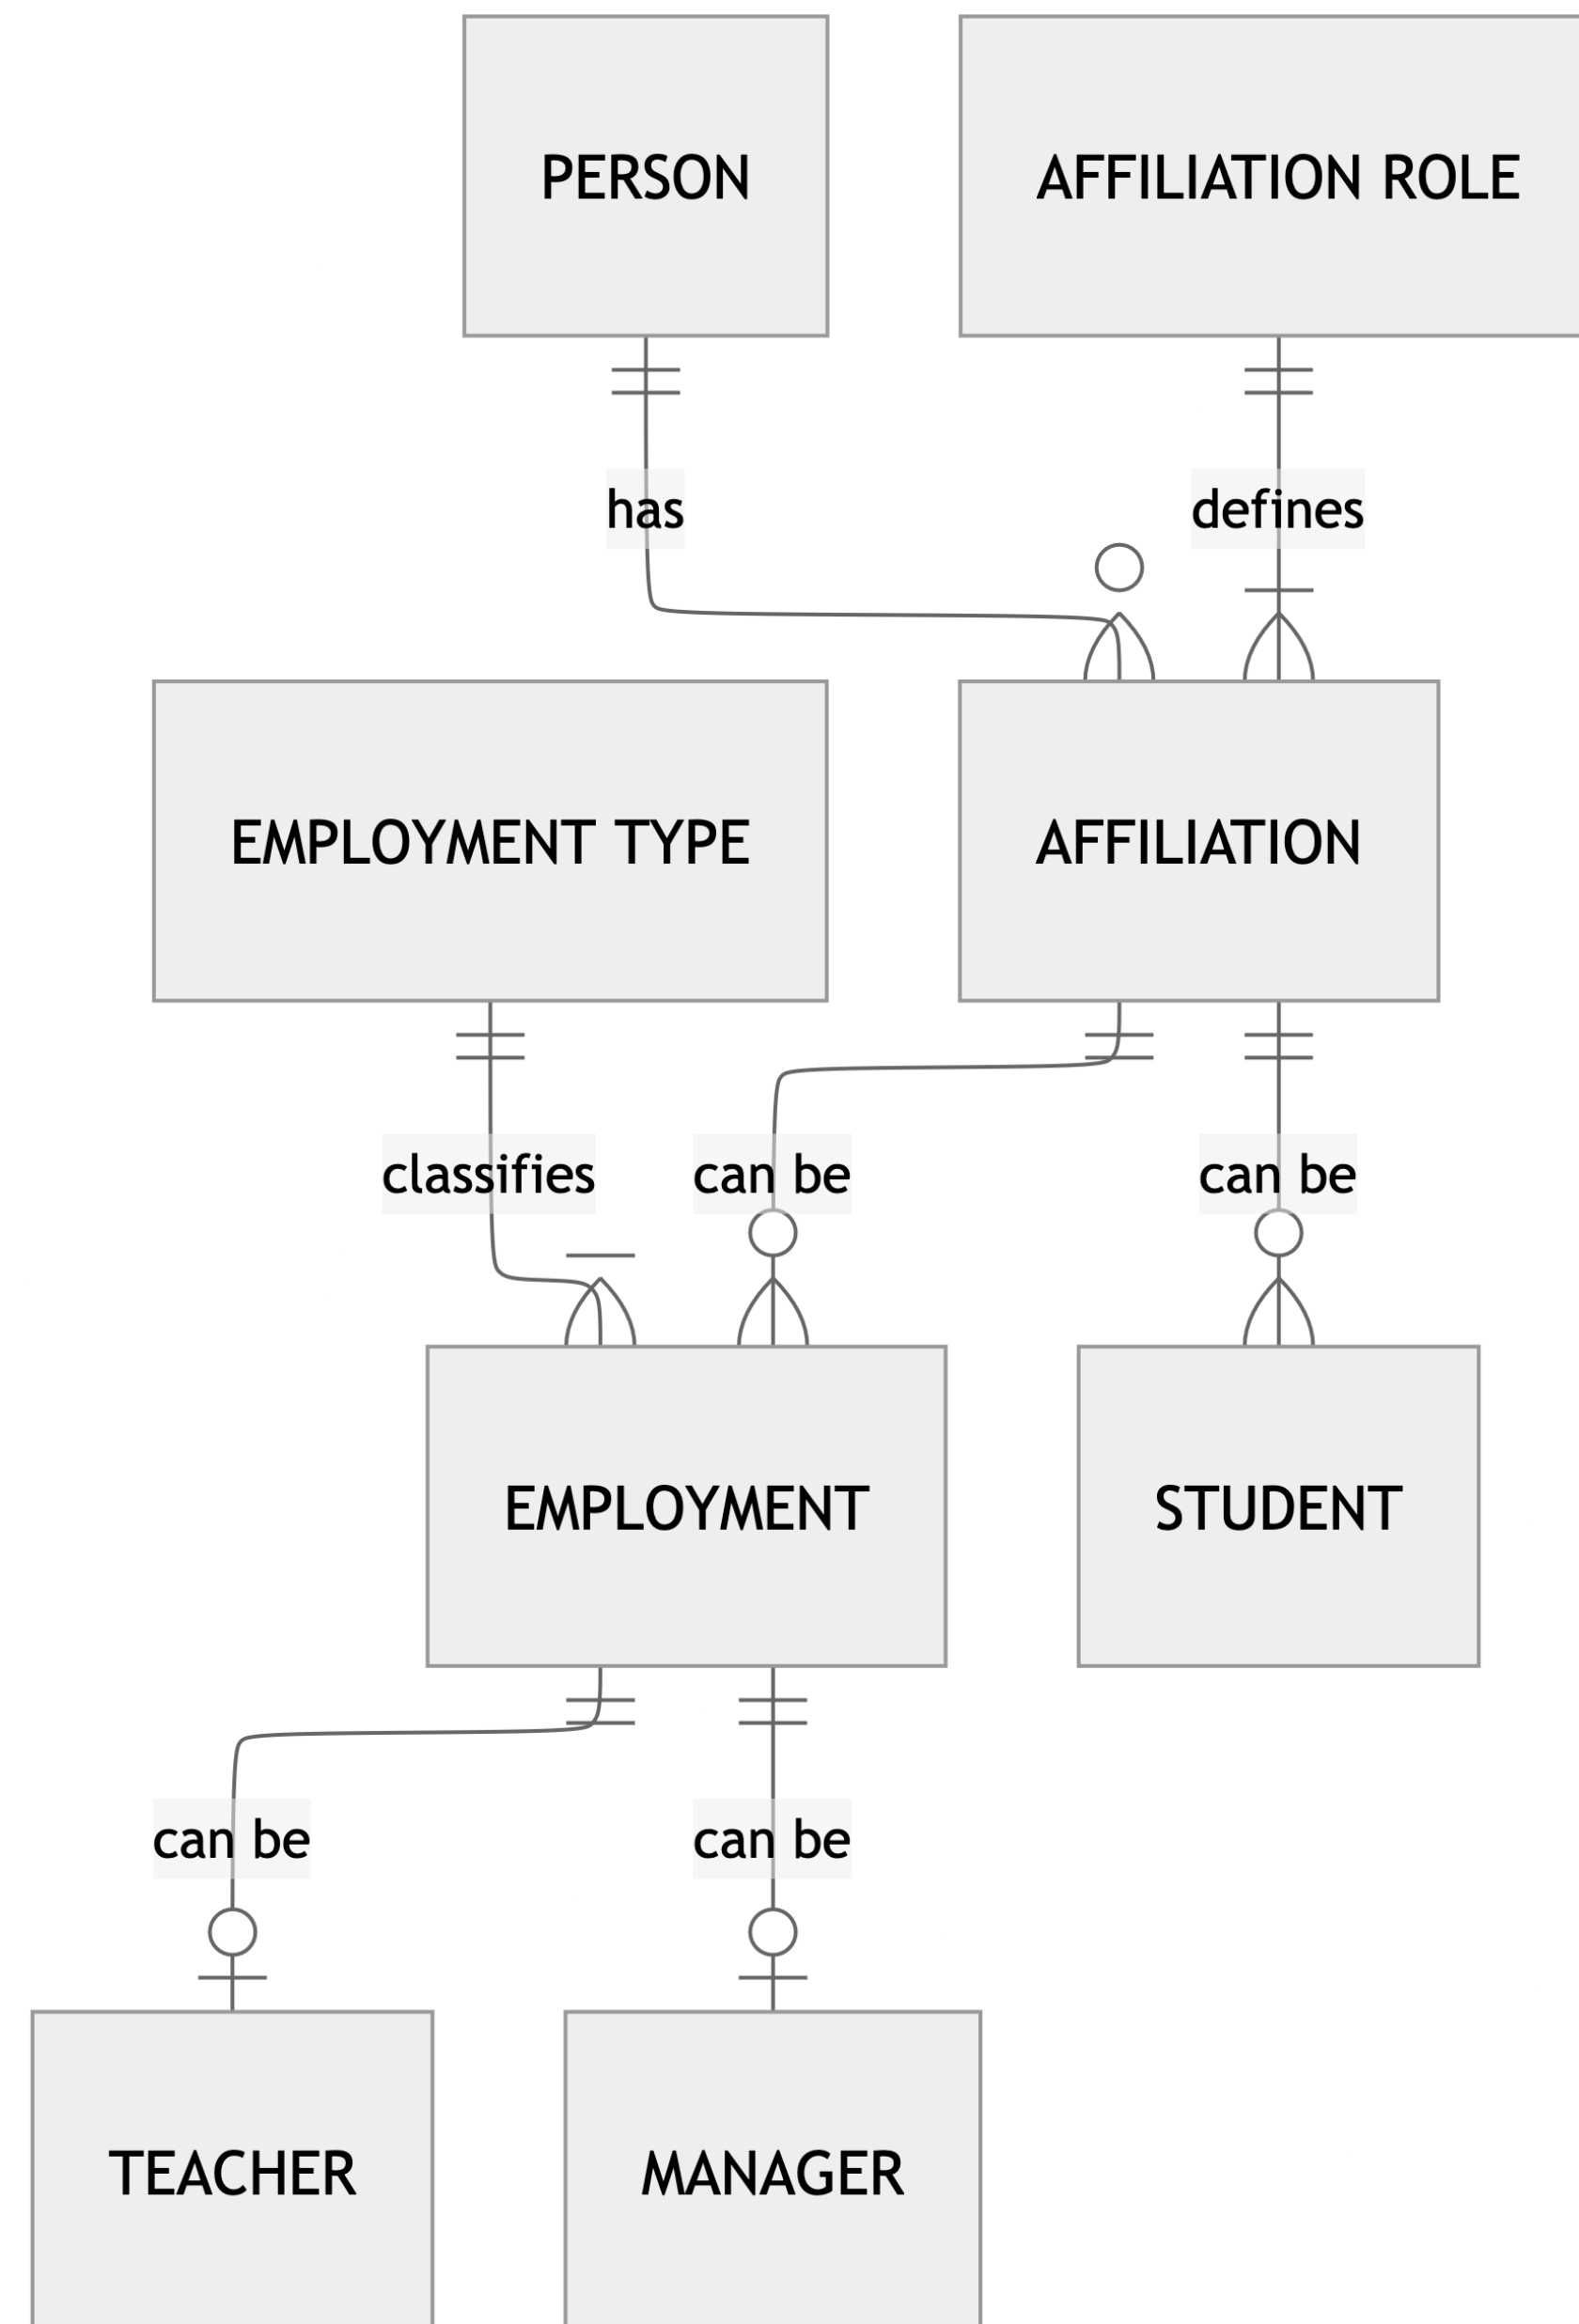 PERSON
AFFILIATION ROLE
has
defines
EMPLOYMENT TYPE
AFFILIATION
classifies
can be
can be
EMPLOYMENT
STUDENT
can be
can be
TEACHER
MANAGER